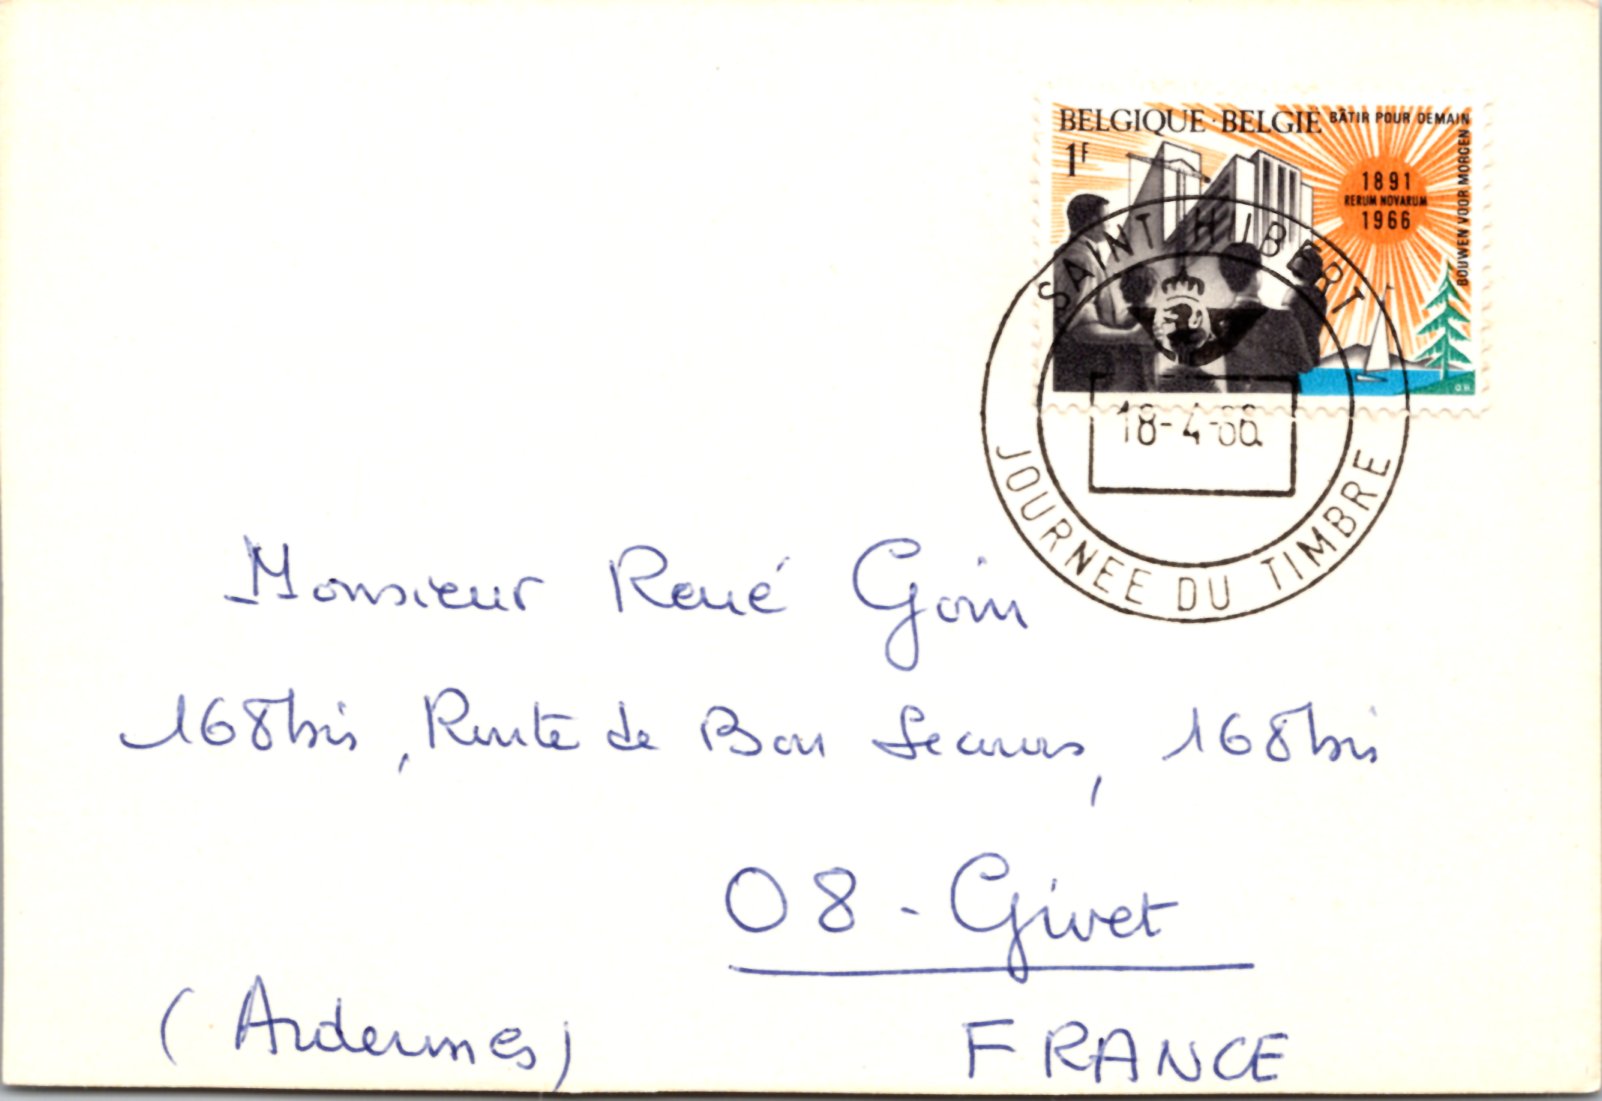 BELGIQUE · BELGIË BÂTIR POUR DEMAIN
1F
BOUWEN VOOR MORGEN
1891
RERUM NOVARUM
1966
SAINT HUBERT
18-4-66
JOURNEE DU TIMBRE
Monsieur René Goin
168bis, Route de Bon Secours, 168bis
08 - Givet
(Ardennes)
FRANCE